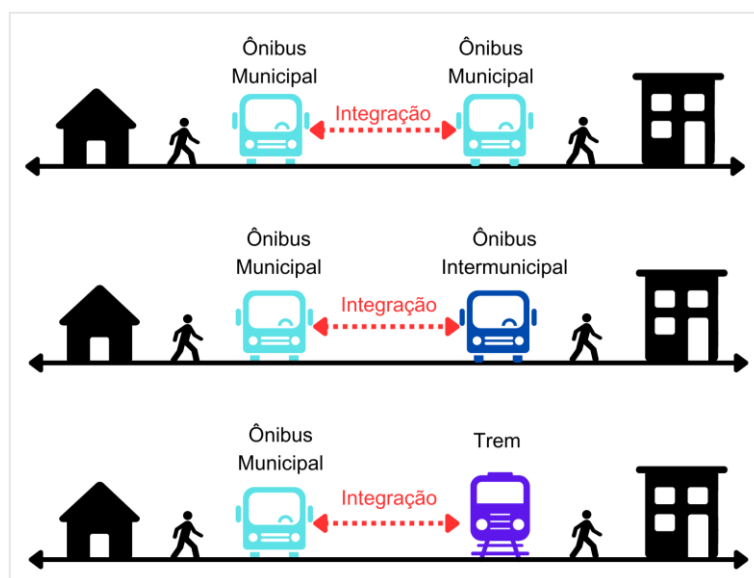 Ônibus
Municipal
Ônibus
Municipal
Integração
Ônibus
Municipal
Ônibus
Intermunicipal
Integração
Ônibus
Municipal
Trem
Integração